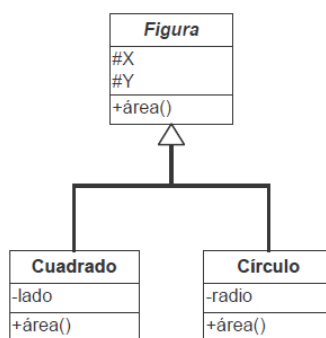 Figura
#X
#Y
+área()
Cuadrado
-lado
+área()
Círculo
-radio
+área()